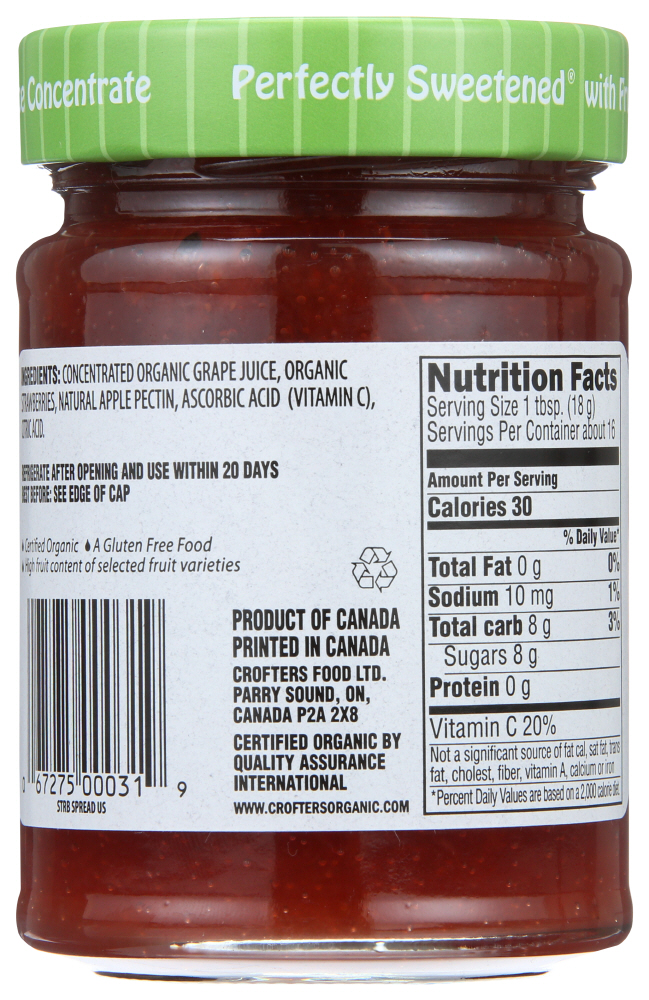 Concentrate Perfectly Sweetened® with
INGREDIENTS: CONCENTRATED ORGANIC GRAPE JUICE, ORGANIC
STRAWBERRIES, NATURAL APPLE PECTIN, ASCORBIC ACID (VITAMIN C),
CITRIC ACID.
REFRIGERATE AFTER OPENING AND USE WITHIN 20 DAYS
BEST BEFORE: SEE EDGE OF CAP
Certified Organic A Gluten Free Food
High fruit content of selected fruit varieties
0 67275 00031 9
STRB SPREAD US
PRODUCT OF CANADA
PRINTED IN CANADA
CROFTERS FOOD LTD.
PARRY SOUND, ON,
CANADA P2A 2X8
CERTIFIED ORGANIC BY
QUALITY ASSURANCE
INTERNATIONAL
WWW.CROFTERSORGANIC.COM
Nutrition Facts
Serving Size 1 tbsp. (18 g)
Servings Per Container about 16
Amount Per Serving
Calories 30
% Daily Value*
Total Fat 0 g 0%
Sodium 10 mg 1%
Total carb 8 g 3%
Sugars 8 g
Protein 0 g
Vitamin C 20%
Not a significant source of fat cal, sat fat, trans
fat, cholest, fiber, vitamin A, calcium or iron
*Percent Daily Values are based on a 2,000 calorie diet.